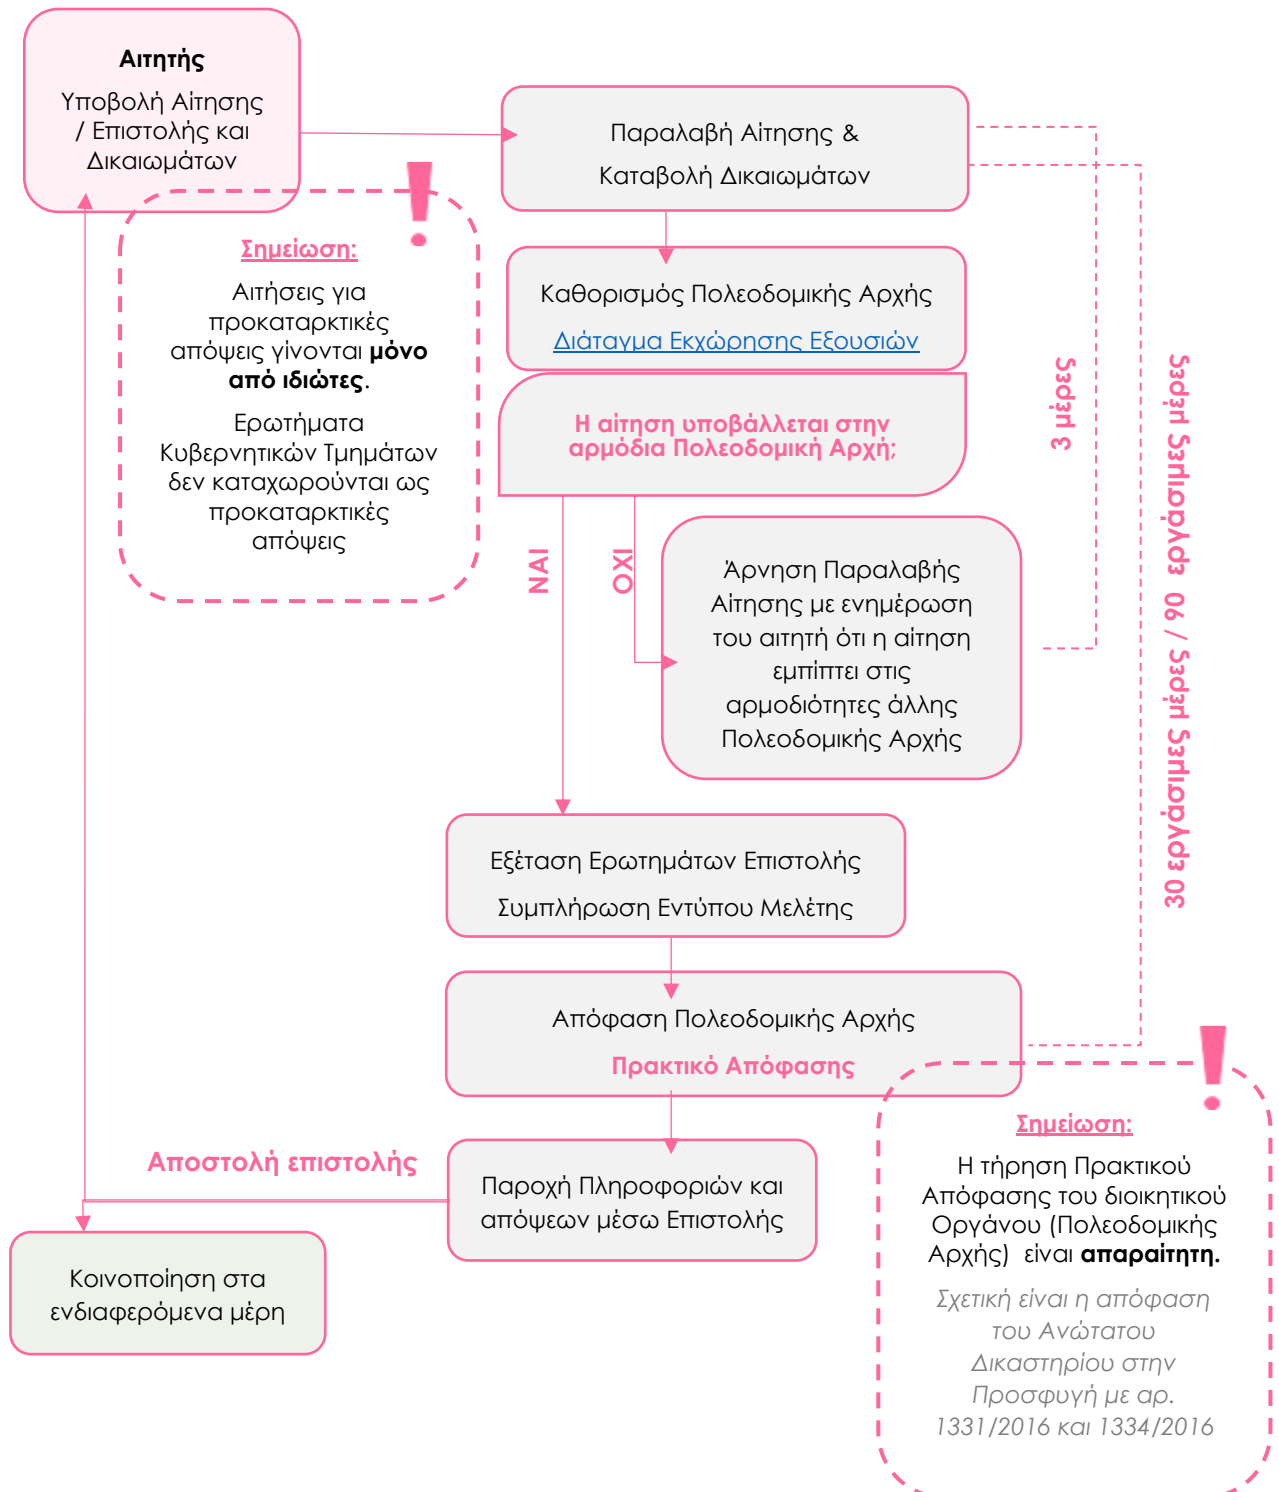 Αιτητής
Υποβολή Αίτησης
/ Επιστολής και
Δικαιωμάτων
Παραλαβή Αίτησης &
Καταβολή Δικαιωμάτων
Σημείωση:
Αιτήσεις για
προκαταρκτικές
απόψεις γίνονται μόνο
από ιδιώτες.
Ερωτήματα
Κυβερνητικών Τμημάτων
δεν καταχωρούνται ως
προκαταρκτικές
απόψεις
Καθορισμός Πολεοδομικής Αρχής
Διάταγμα Εκχώρησης Εξουσιών
Η αίτηση υποβάλλεται στην
αρμόδια Πολεοδομική Αρχή;
3 μέρες
30 εργάσιμες μέρες / 90  εργάσιμες μέρες
ΝΑΙ
ΟΧΙ
Άρνηση Παραλαβής
Αίτησης με ενημέρωση
του αιτητή ότι η αίτηση
εμπίπτει στις
αρμοδιότητες άλλης
Πολεοδομικής Αρχής
Εξέταση Ερωτημάτων Επιστολής
Συμπλήρωση Εντύπου Μελέτης
Απόφαση Πολεοδομικής Αρχής
Πρακτικό Απόφασης
Αποστολή επιστολής
Παροχή Πληροφοριών και
απόψεων μέσω Επιστολής
Κοινοποίηση στα
ενδιαφερόμενα μέρη
Σημείωση:
Η τήρηση Πρακτικού
Απόφασης του διοικητικού
Οργάνου (Πολεοδομικής
Αρχής)  είναι απαραίτητη.
Σχετική είναι η απόφαση
του Ανώτατου
Δικαστηρίου στην
Προσφυγή με αρ.
1331/2016 και 1334/2016